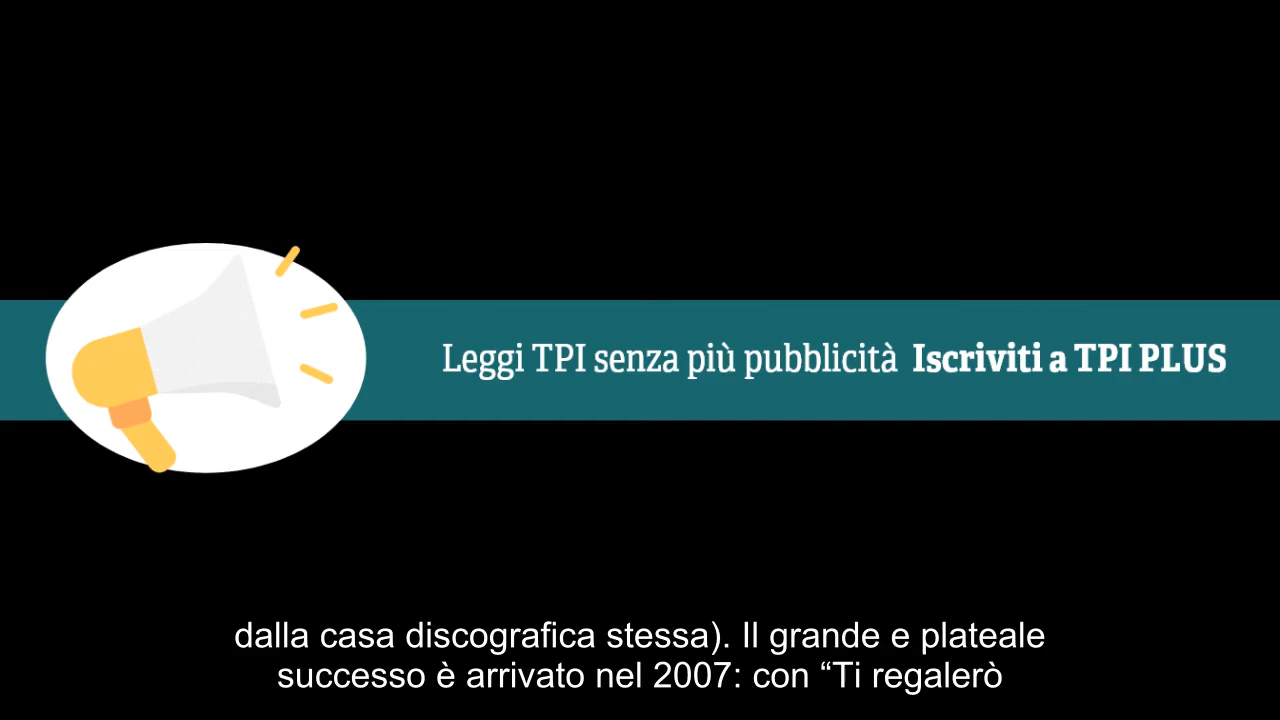 Leggi TPI senza più pubblicità Iscriviti a TPI PLUS
dalla casa discografica stessa). Il grande e plateale
successo è arrivato nel 2007: con “Ti regalerò